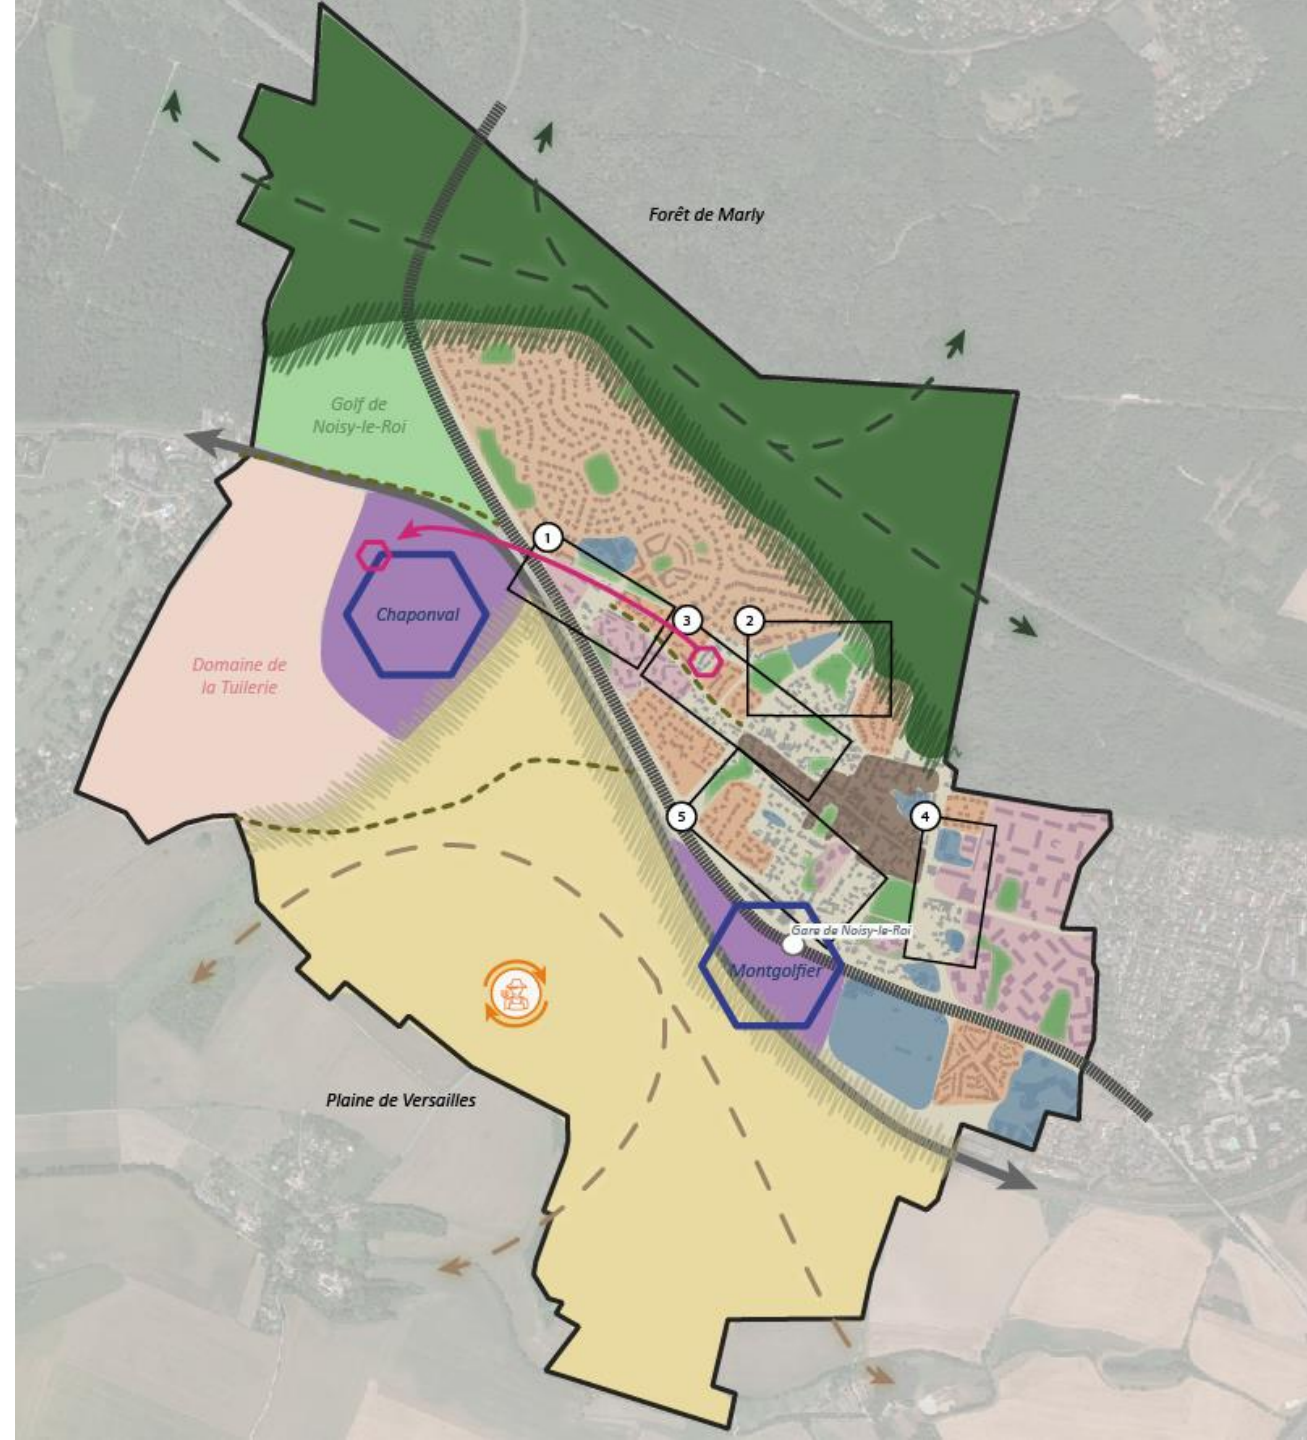 Forêt de Marly
Golf de
Noisy-le-Roi
1
Chaponval
3
2
Domaine de
la Tuilerie
5
4
Gare de Noisy-le-Roi
Montgolfier
Plaine de Versailles